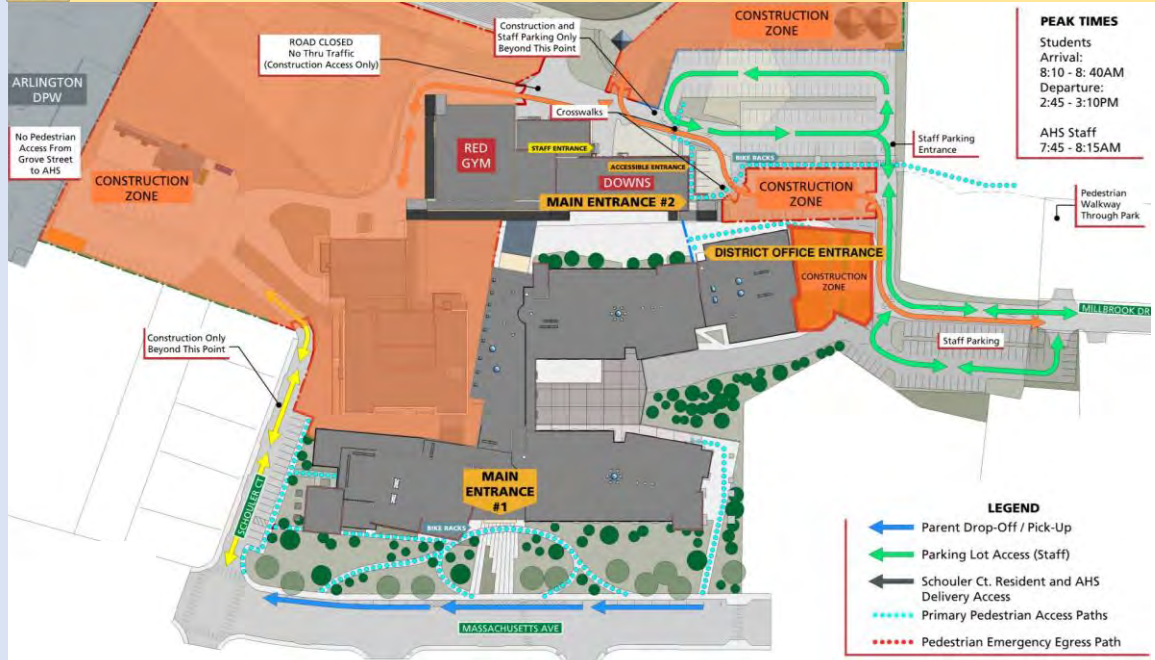 CONSTRUCTION
ZONE
Construction and
Staff Parking Only
Beyond This Point
ROAD CLOSED
No Thru Traffic
(Construction Access Only)
PEAK TIMES
Students
Arrival:
8:10 - 8: 40AM
Departure:
2:45 - 3:10PM
AHS Staff
7:45 - 8:15AM
ARLINGTON
DPW
No Pedestrian
Access From
Grove Street
to AHS
CONSTRUCTION
ZONE
Crosswalks
RED
GYM
STAFF ENTRANCE
ACCESSIBLE ENTRANCE
DOWNS
MAIN ENTRANCE #2
BIKE RACKS
CONSTRUCTION
ZONE
Staff Parking
Entrance
Pedestrian
Walkway
Through Park
DISTRICT OFFICE ENTRANCE
CONSTRUCTION
ZONE
MILLBROOK DR
Staff Parking
Construction Only
Beyond This Point
SCHOULER CT
MAIN
ENTRANCE
#1
BIKE RACKS
MASSACHUSETTS AVE
LEGEND
Parent Drop-Off / Pick-Up
Parking Lot Access (Staff)
Schouler Ct. Resident and AHS
Delivery Access
Primary Pedestrian Access Paths
Pedestrian Emergency Egress Path